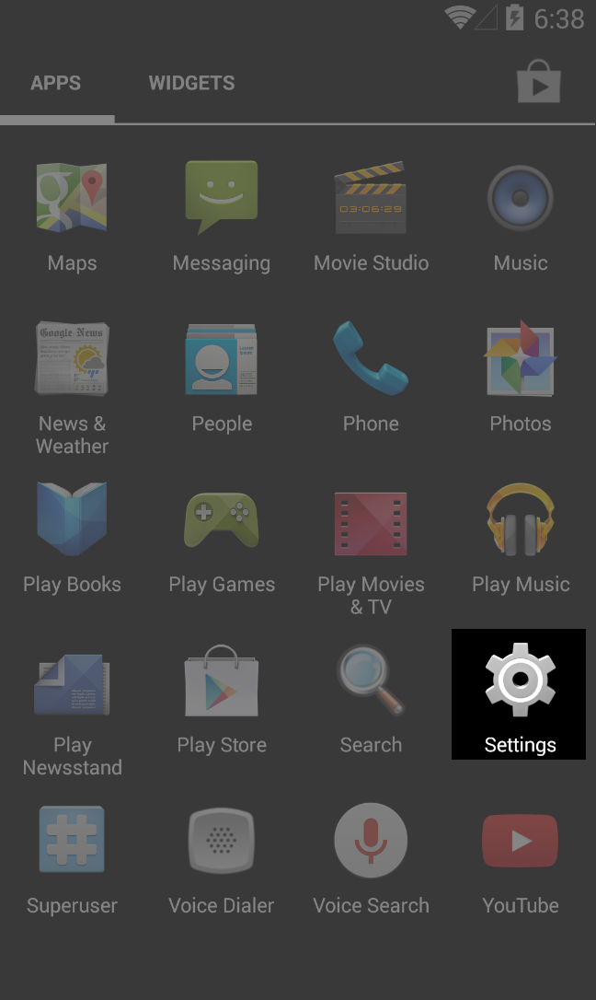 6:38
APPS WIDGETS
03:06:29
Maps Messaging Movie Studio Music
Google News
News & People Phone Photos
Weather
Play Books Play Games Play Movies Play Music
& TV
Play Play Store Search Settings
Newsstand
Superuser Voice Dialer Voice Search YouTube